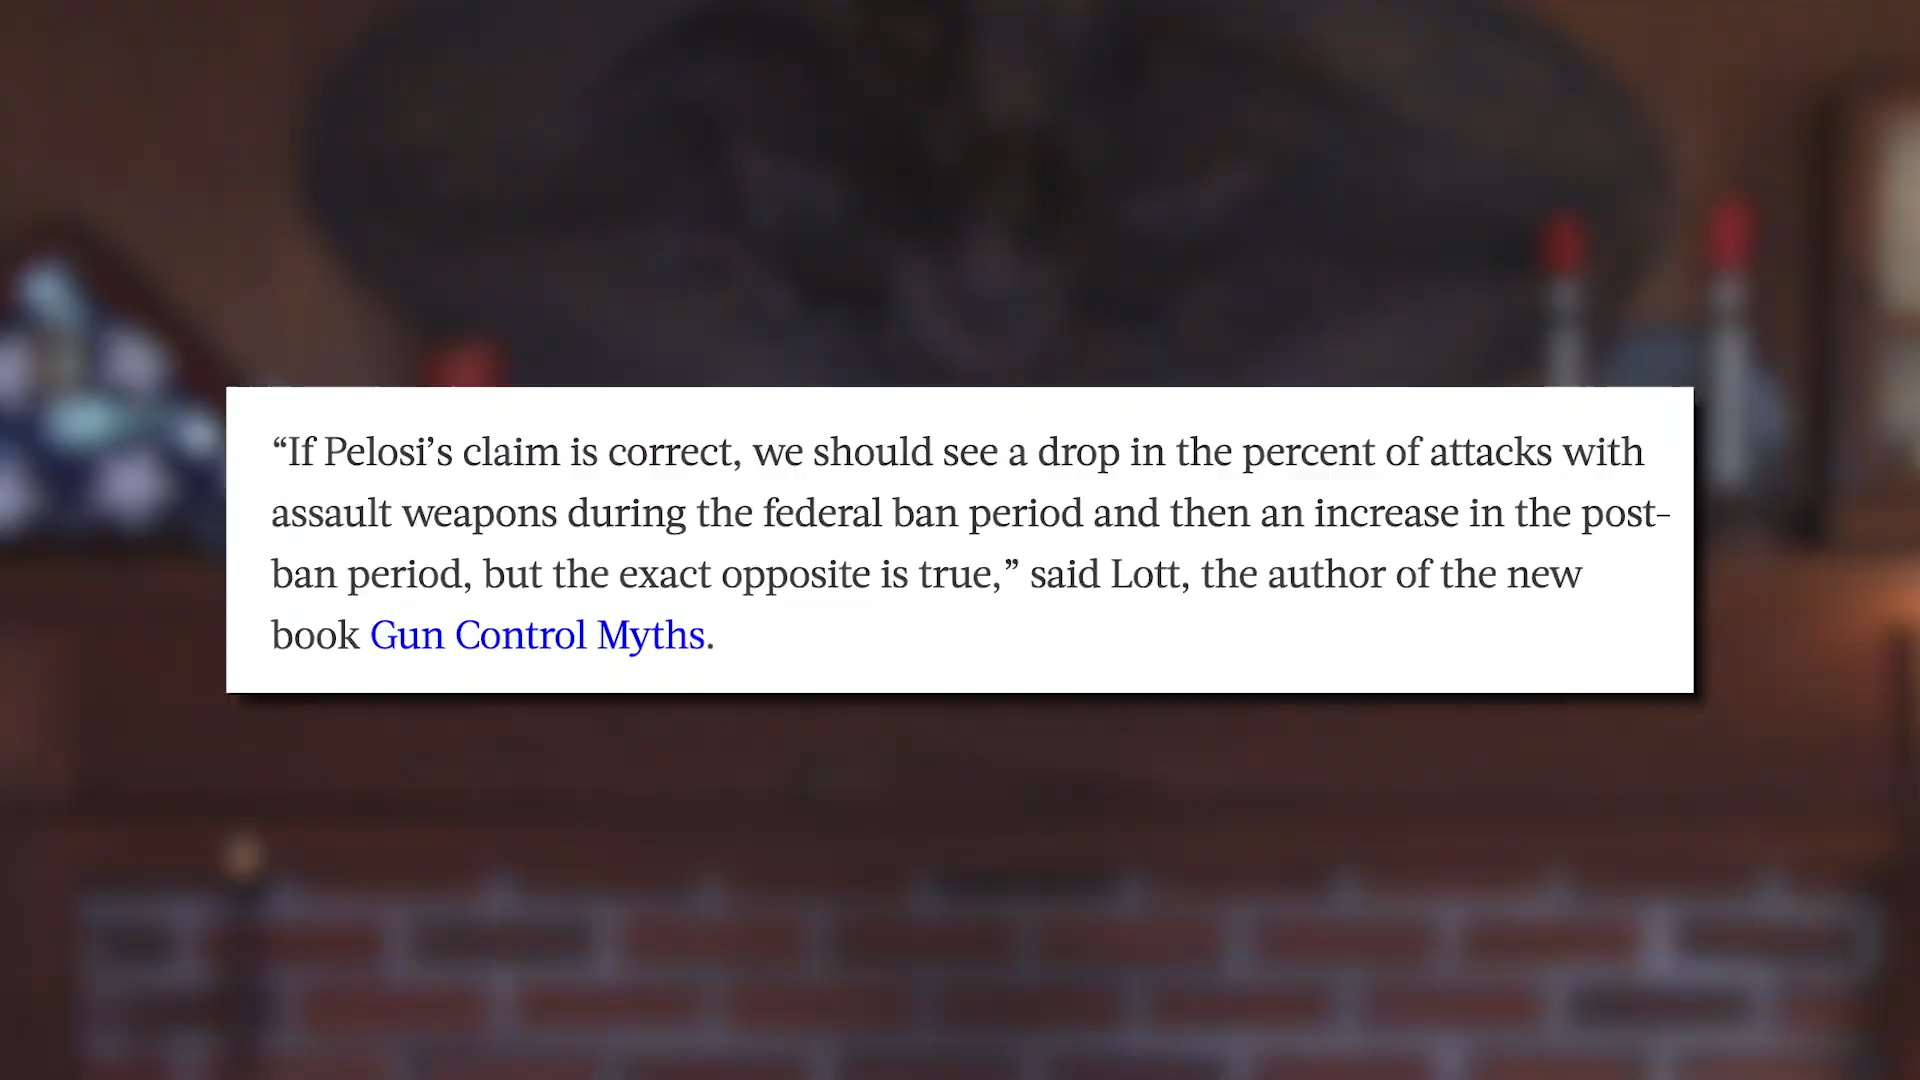 “If Pelosi’s claim is correct, we should see a drop in the percent of attacks with
assault weapons during the federal ban period and then an increase in the post-
ban period, but the exact opposite is true,” said Lott, the author of the new
book Gun Control Myths.